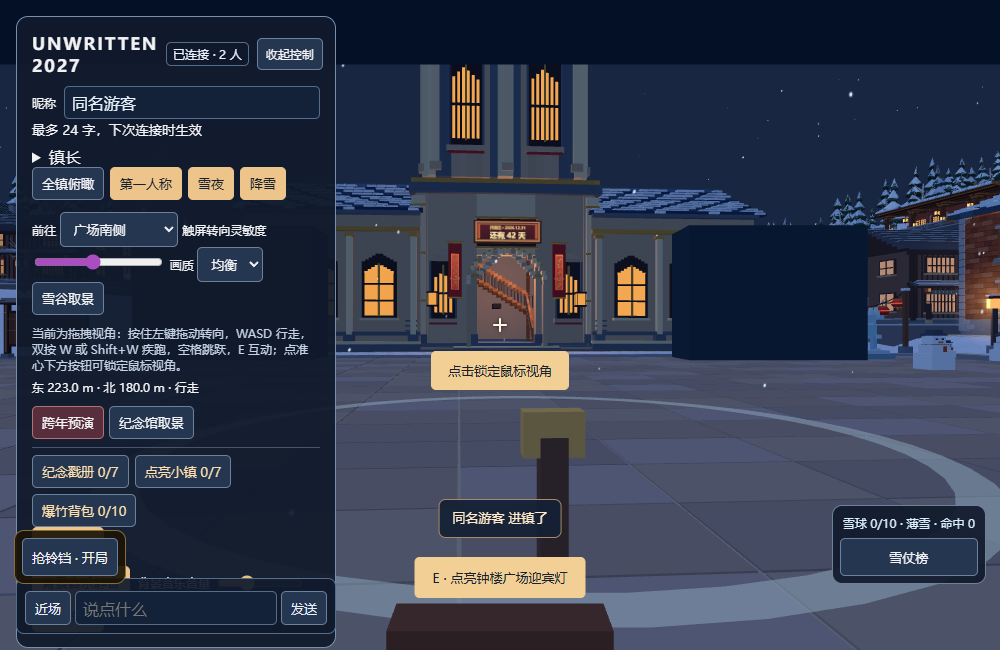 UNWRITTEN
2027
已连接 · 2 人
收起控制
昵称
同名游客
最多 24 字，下次连接时生效
▶ 镇长
全镇俯瞰
第一人称
雪夜
降雪
前往
广场南侧
触屏转向灵敏度
画质
均衡
雪谷取景
当前为拖拽视角：按住左键拖动转向，WASD 行走，
双按 W 或 Shift+W 疾跑，空格跳跃，E 互动；点准
心下方按钮可锁定鼠标视角。
东 223.0 m · 北 180.0 m · 行走
跨年预演
纪念馆取景
纪念戳册 0/7
点亮小镇 0/7
爆竹背包 0/10
抢铃铛 · 开局
近场
说点什么
发送
还有 42 天
点击锁定鼠标视角
同名游客 进镇了
E · 点亮钟楼广场迎宾灯
雪球 0/10 · 薄雪 · 命中 0
雪仗榜